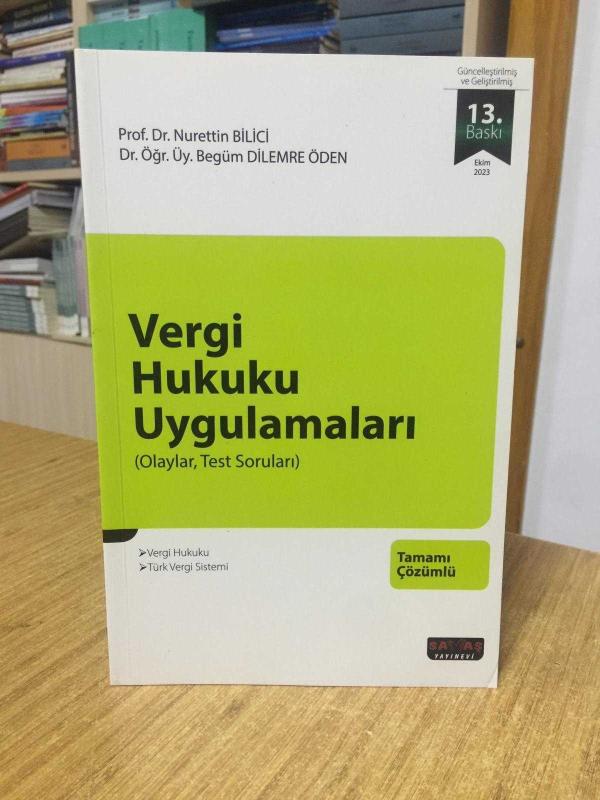 Güncelleştirilmiş
ve Geliştirilmiş
13.
Baskı
Ekim
2023
Prof. Dr. Nurettin BİLİCİ
Dr. Öğr. Üy. Begüm DİLEMRE ÖDEN
Vergi
Hukuku
Uygulamaları
(Olaylar, Test Soruları)
➢Vergi Hukuku
➢Türk Vergi Sistemi
Tamamı
Çözümlü
SAVAŞ
YAYINEVİ